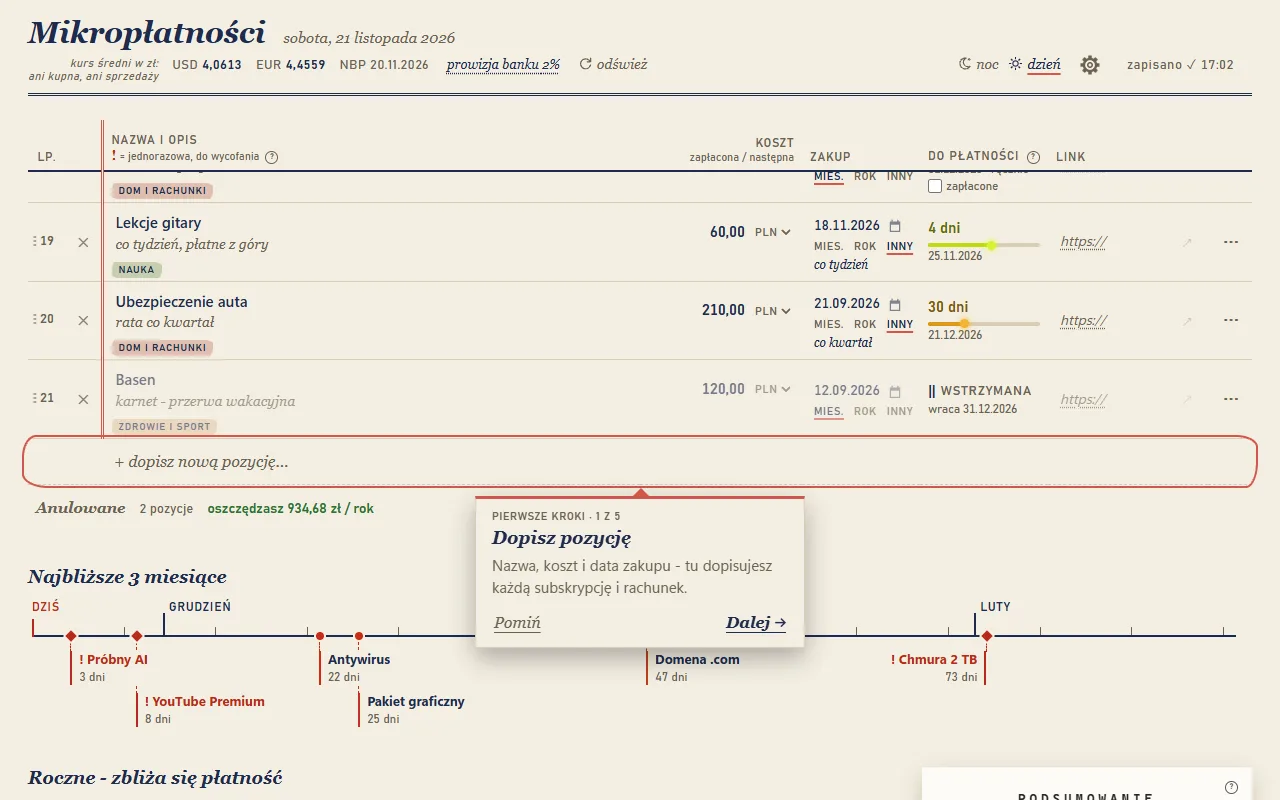 Mikropłatności sobota, 21 listopada 2026
kurs średni w zł:
ani kupna, ani sprzedaży
USD 4,0613 EUR 4,4559 NBP 20.11.2026 prowizja banku 2% odśwież
noc dzień zapisano ✓ 17:02
LP.
NAZWA I OPIS
! = jednorazowa, do wycofania ?
KOSZT
zapłacona / następna
ZAKUP
DO PŁATNOŚCI ?
LINK
DOM I RACHUNKI
MIES. ROK INNY
zapłacone
19 × Lekcje gitary
co tydzień, płatne z góry
NAUKA
60,00 PLN
18.11.2026
MIES. ROK INNY
co tydzień
4 dni
25.11.2026
https:// ↗ ...
20 × Ubezpieczenie auta
rata co kwartał
DOM I RACHUNKI
210,00 PLN
21.09.2026
MIES. ROK INNY
co kwartał
30 dni
21.12.2026
https:// ↗ ...
21 × Basen
karnet - przerwa wakacyjna
ZDROWIE I SPORT
120,00 PLN
12.09.2026
MIES. ROK INNY
WSTRZYMANA
wraca 31.12.2026
https:// ↗ ...
+ dopisz nową pozycję...
Anulowane 2 pozycje oszczędzasz 934,68 zł / rok
PIERWSZE KROKI · 1 Z 5
Dopisz pozycję
Nazwa, koszt i data zakupu - tu dopisujesz
każdą subskrypcję i rachunek.
Pomiń Dalej →
Najbliższe 3 miesiące
DZIŚ GRUDZIEŃ LUTY
! Próbny AI
3 dni
! YouTube Premium
8 dni
Antywirus
22 dni
Pakiet graficzny
25 dni
Domena .com
47 dni
! Chmura 2 TB
73 dni
Roczne - zbliża się płatność
PODSUMOWANIE ?